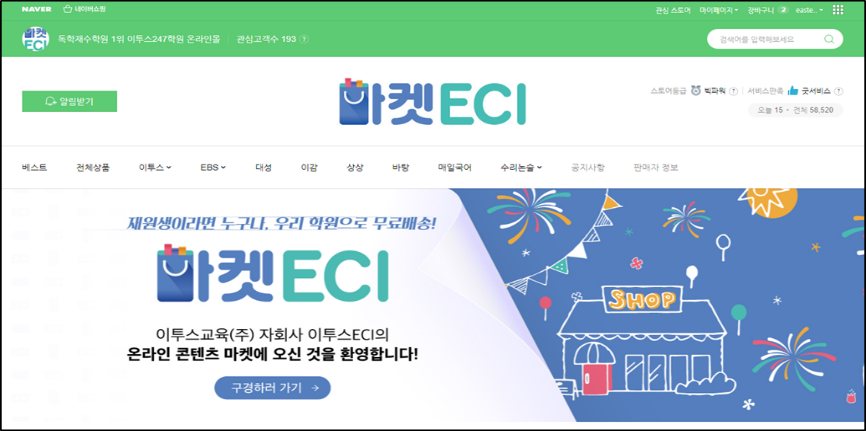 NAVER 네이버쇼핑 관심 스토어 마이페이지 장바구니 2 easte..
마켓 ECI 독학재수학원 1위 이투스247학원 온라인몰 관심고객수 193 ? 검색어를 입력해보세요
알림받기
마켓ECI
스토어등급 빅파워 ? 서비스만족 굿서비스 ?
오늘 15 - 전체 58,520
베스트 전체상품 이투스 EBS 대성 이감 상상 바탕 매일국어 수리논술 공지사항 판매자 정보
재원생이라면 누구나, 우리 학원으로 무료배송!
마켓ECI
이투스교육(주) 자회사 이투스ECI의
온라인 콘텐츠 마켓에 오신 것을 환영합니다!
구경하러 가기 →
SHOP